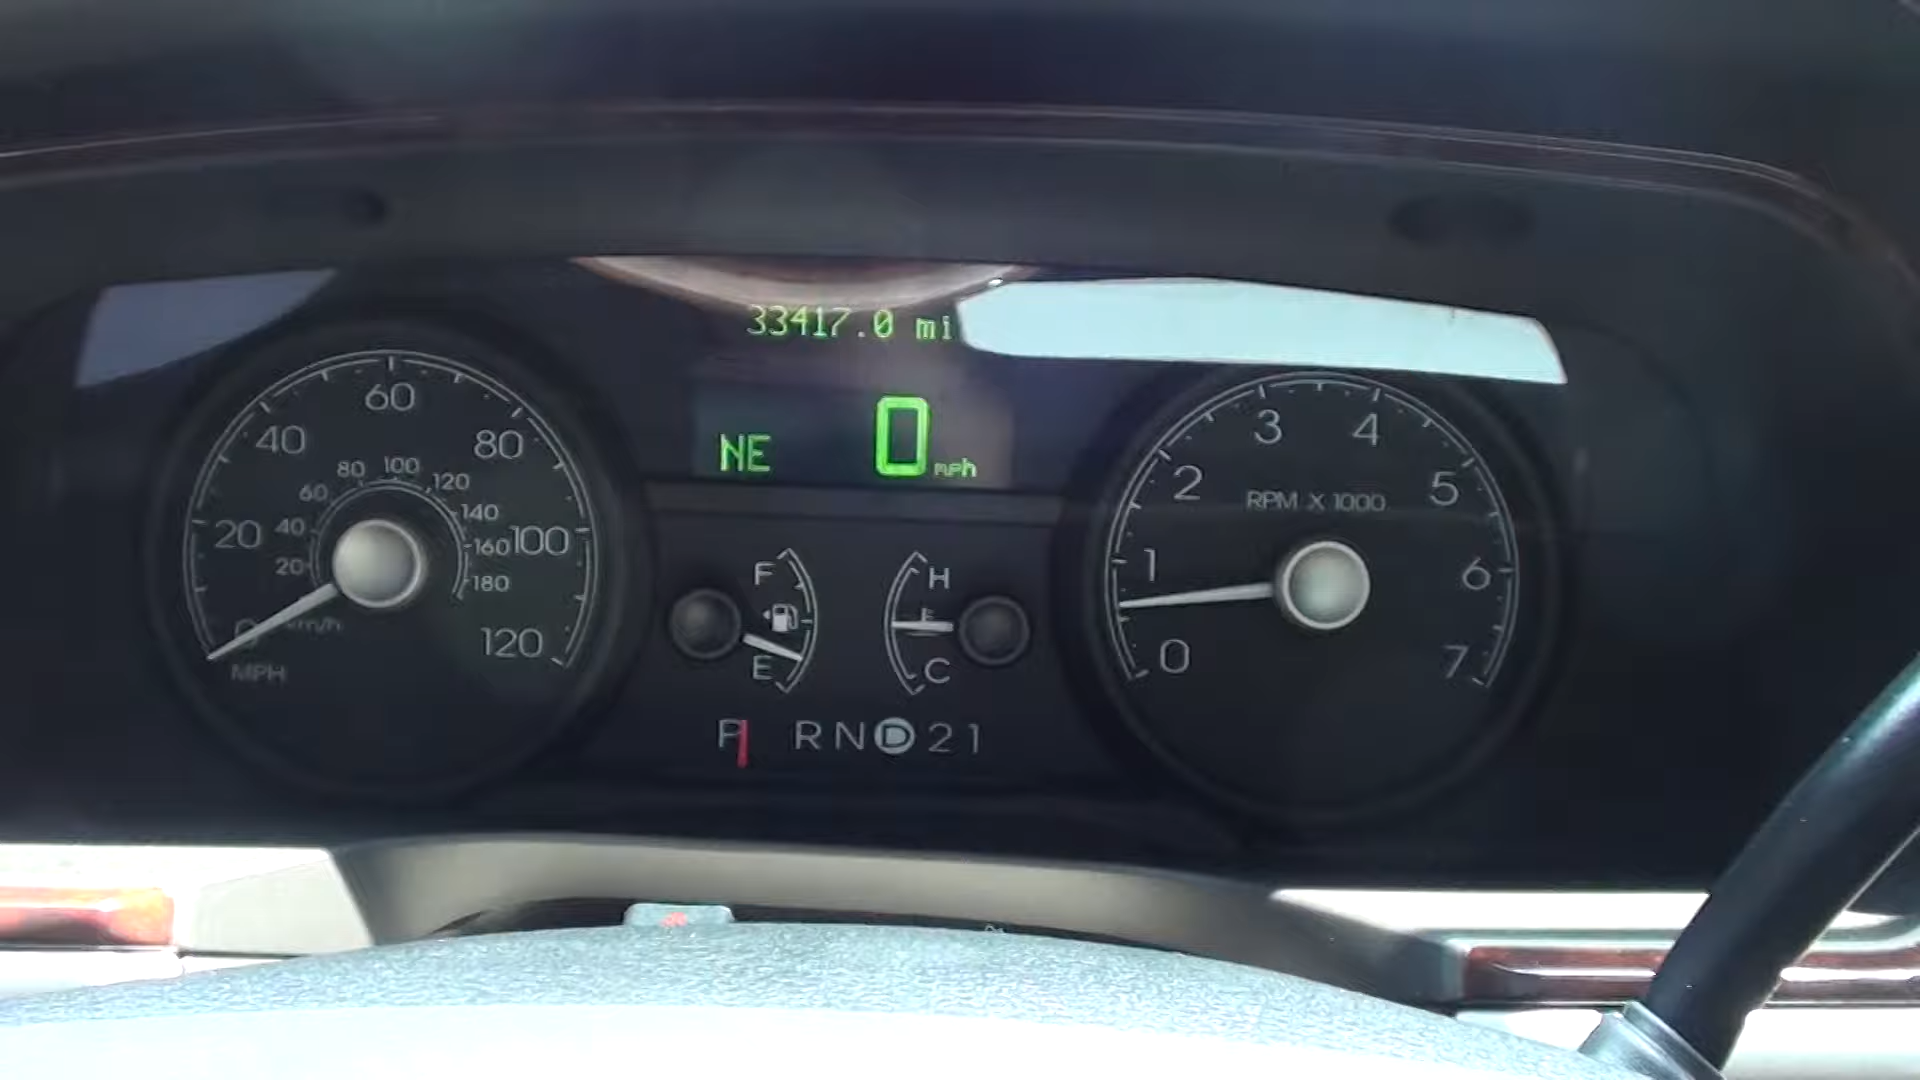 33417.0 mi
NE 0 mph
60
40 80
20 100
0 120
MPH
80 100 120
60 140
40 160
20 180
km/h
F
E
H
C
3 4
2 5
RPM X 1000
1 6
0 7
P R N D 2 1